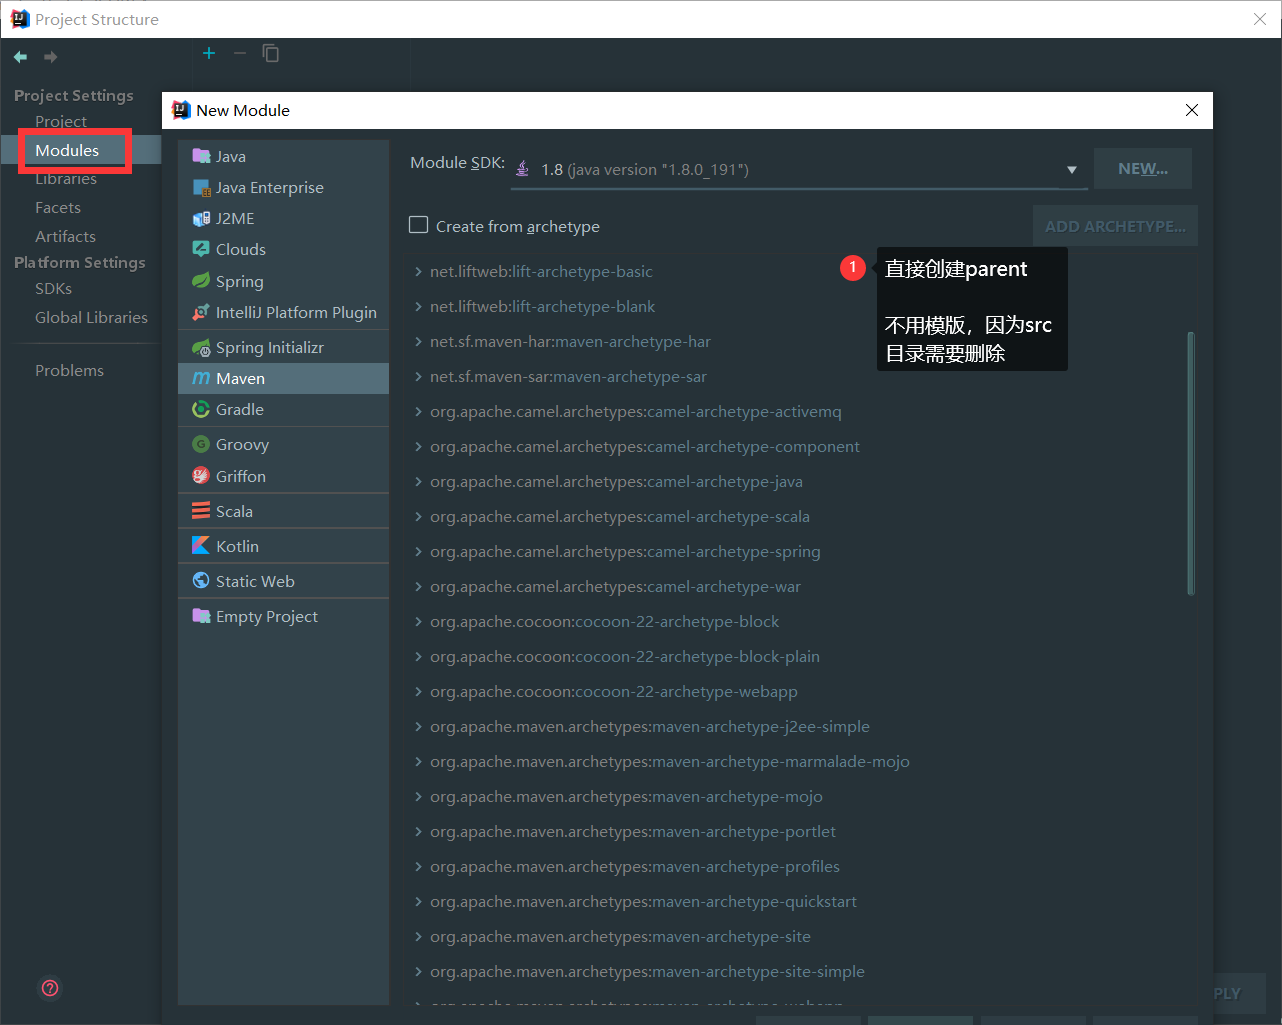 Project Structure
Project Settings
Project
Modules
Libraries
Facets
Artifacts
Platform Settings
SDKs
Global Libraries
Problems
New Module
Java
Java Enterprise
J2ME
Clouds
Spring
IntelliJ Platform Plugin
Spring Initializr
Maven
Gradle
Groovy
Griffon
Scala
Kotlin
Static Web
Empty Project
Module SDK: 1.8 (java version "1.8.0_191") NEW...
Create from archetype
ADD ARCHETYPE...
net.liftweb:lift-archetype-basic
net.liftweb:lift-archetype-blank
net.sf.maven-har:maven-archetype-har
net.sf.maven-sar:maven-archetype-sar
org.apache.camel.archetypes:camel-archetype-activemq
org.apache.camel.archetypes:camel-archetype-component
org.apache.camel.archetypes:camel-archetype-java
org.apache.camel.archetypes:camel-archetype-scala
org.apache.camel.archetypes:camel-archetype-spring
org.apache.camel.archetypes:camel-archetype-war
org.apache.cocoon:cocoon-22-archetype-block
org.apache.cocoon:cocoon-22-archetype-block-plain
org.apache.cocoon:cocoon-22-archetype-webapp
org.apache.maven.archetypes:maven-archetype-j2ee-simple
org.apache.maven.archetypes:maven-archetype-marmalade-mojo
org.apache.maven.archetypes:maven-archetype-mojo
org.apache.maven.archetypes:maven-archetype-portlet
org.apache.maven.archetypes:maven-archetype-profiles
org.apache.maven.archetypes:maven-archetype-quickstart
org.apache.maven.archetypes:maven-archetype-site
org.apache.maven.archetypes:maven-archetype-site-simple
1
直接创建parent
不用模版，因为src
目录需要删除
PLY